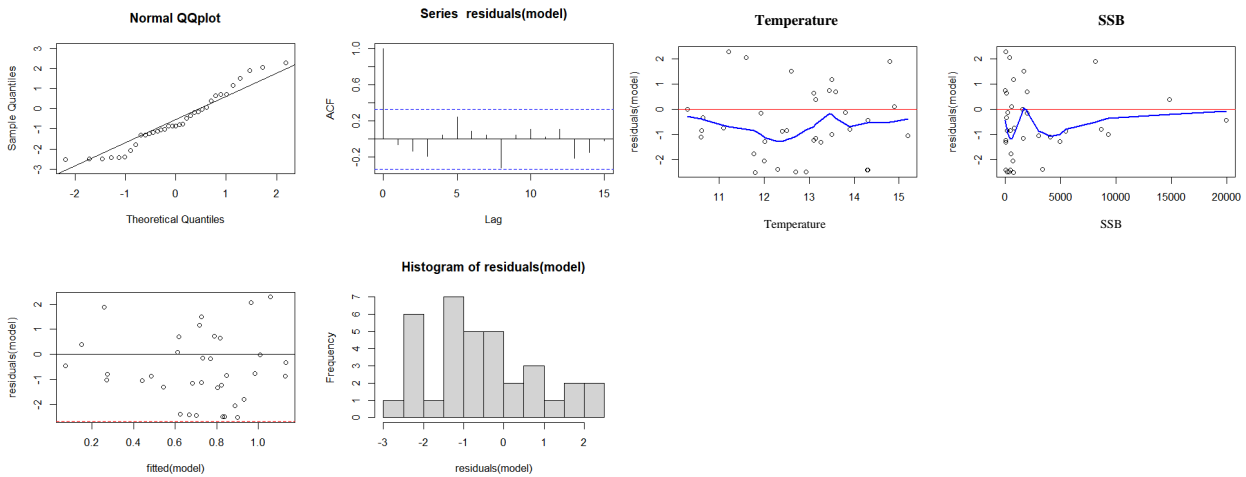 Normal QQplot
Sample Quantiles
3
2
1
0
-1
-2
-3
-2 -1 0 1 2
Theoretical Quantiles
Series residuals(model)
ACF
1.0
0.6
0.2
-0.2
0 5 10 15
Lag
Temperature
residuals(model)
2
1
0
-1
-2
11 12 13 14 15
Temperature
SSB
residuals(model)
2
1
0
-1
-2
0 5000 10000 15000 20000
SSB
residuals(model)
2
1
0
-1
-2
0.2 0.4 0.6 0.8 1.0
fitted(model)
Histogram of residuals(model)
Frequency
7
6
5
4
3
2
1
0
-3 -2 -1 0 1 2
residuals(model)